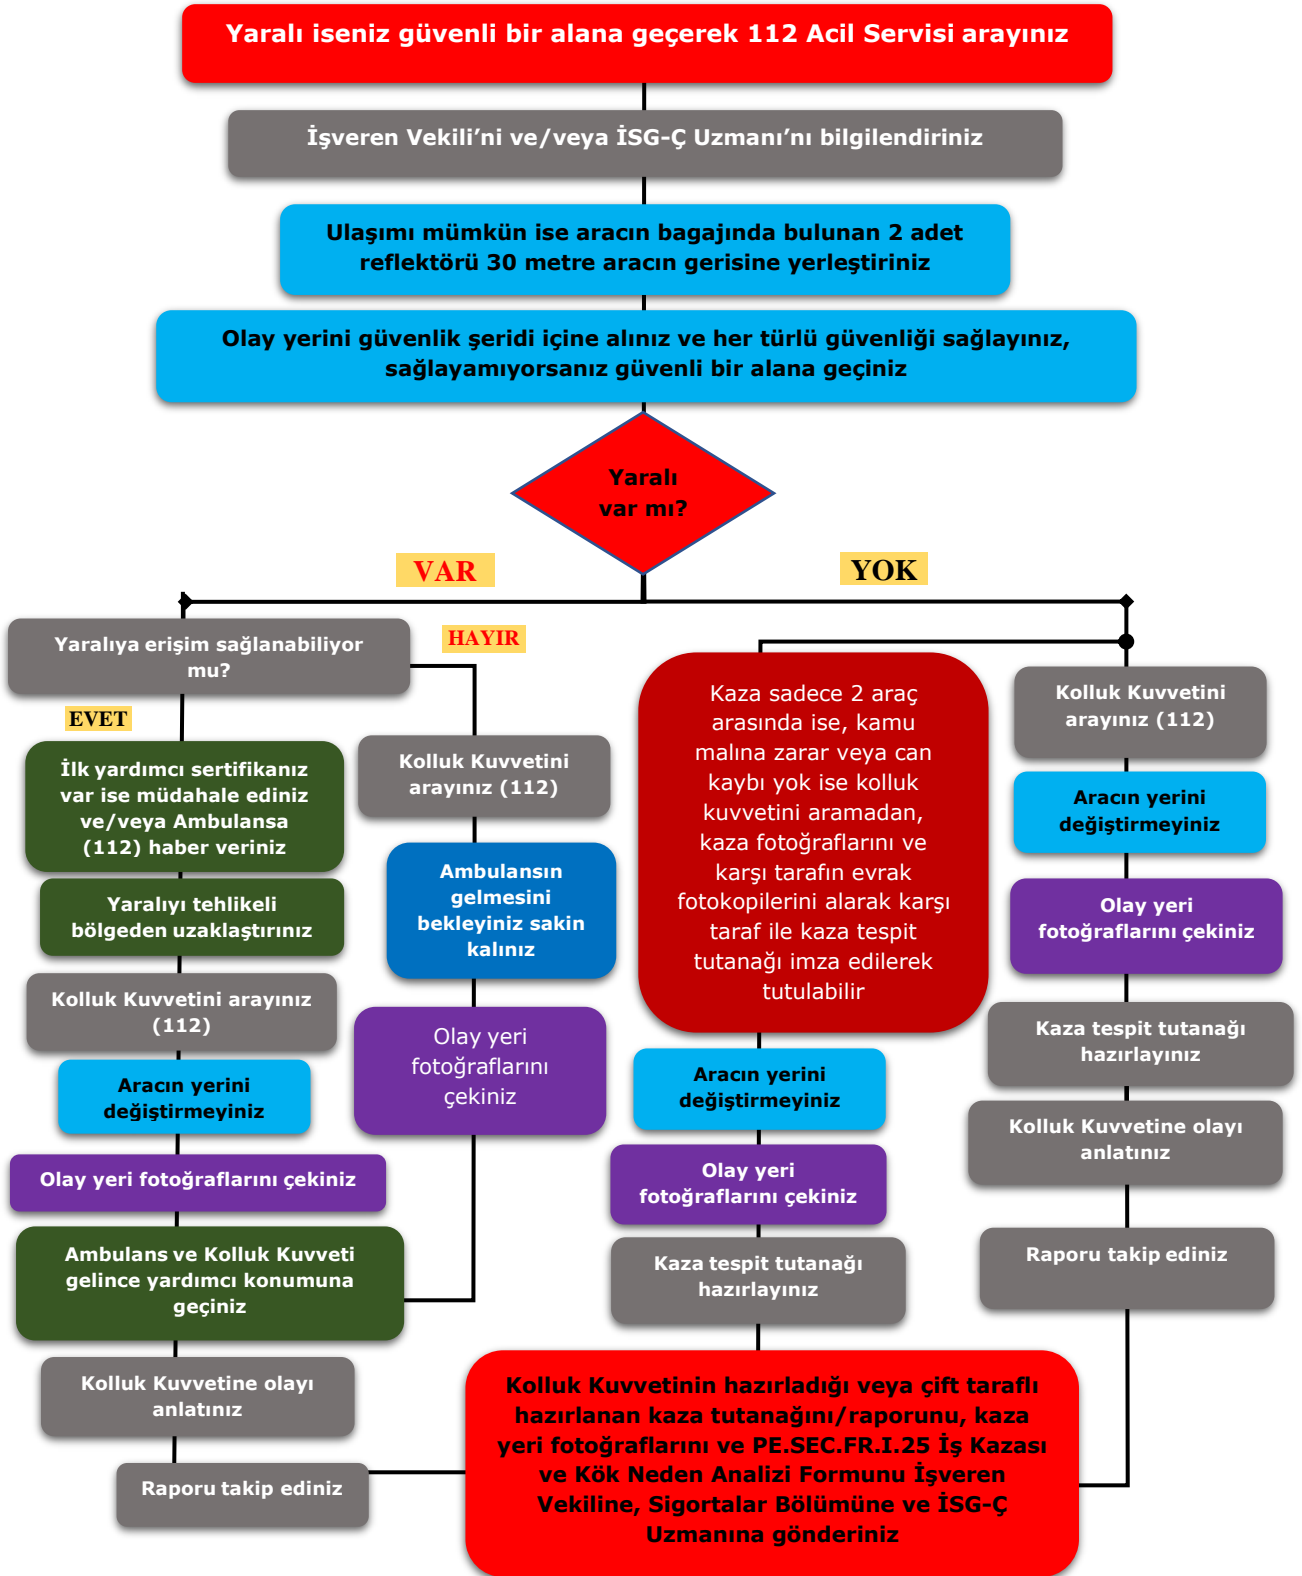 Yaralı iseniz güvenli bir alana geçerek 112 Acil Servisi arayınız
İşveren Vekili’ni ve/veya İSG-Ç Uzmanı’nı bilgilendiriniz
Ulaşımı mümkün ise aracın bagajında bulunan 2 adet
reflektörü 30 metre aracın gerisine yerleştiriniz
Olay yerini güvenlik şeridi içine alınız ve her türlü güvenliği sağlayınız,
sağlayamıyorsanız güvenli bir alana geçiniz
Yaralı
var mı?
VAR
YOK
Yaralıya erişim sağlanabiliyor
mu?
HAYIR
EVET
İlk yardımcı sertifikanız
var ise müdahale ediniz
ve/veya Ambulansa
(112) haber veriniz
Yaralıyı tehlikeli
bölgeden uzaklaştırınız
Kolluk Kuvvetini arayınız
(112)
Aracın yerini
değiştirmeyiniz
Olay yeri fotoğraflarını çekiniz
Ambulans ve Kolluk Kuvveti
gelince yardımcı konumuna
geçiniz
Kolluk Kuvvetine olayı
anlatınız
Raporu takip ediniz
Kolluk Kuvvetini
arayınız (112)
Ambulansın
gelmesini
bekleyiniz sakin
kalınız
Olay yeri
fotoğraflarını
çekiniz
Kaza sadece 2 araç
arasında ise, kamu
malına zarar veya can
kaybı yok ise kolluk
kuvvetini aramadan,
kaza fotoğraflarını ve
karşı tarafın evrak
fotokopilerini alarak karşı
taraf ile kaza tespit
tutanağı imza edilerek
tutulabilir
Aracın yerini
değiştirmeyiniz
Olay yeri
fotoğraflarını çekiniz
Kaza tespit tutanağı
hazırlayınız
Kolluk Kuvvetini
arayınız (112)
Aracın yerini
değiştirmeyiniz
Olay yeri
fotoğraflarını çekiniz
Kaza tespit tutanağı
hazırlayınız
Kolluk Kuvvetine olayı
anlatınız
Raporu takip ediniz
Kolluk Kuvvetinin hazırladığı veya çift taraflı
hazırlanan kaza tutanağını/raporunu, kaza
yeri fotoğraflarını ve PE.SEC.FR.I.25 İş Kazası
ve Kök Neden Analizi Formunu İşveren
Vekiline, Sigortalar Bölümüne ve İSG-Ç
Uzmanına gönderiniz